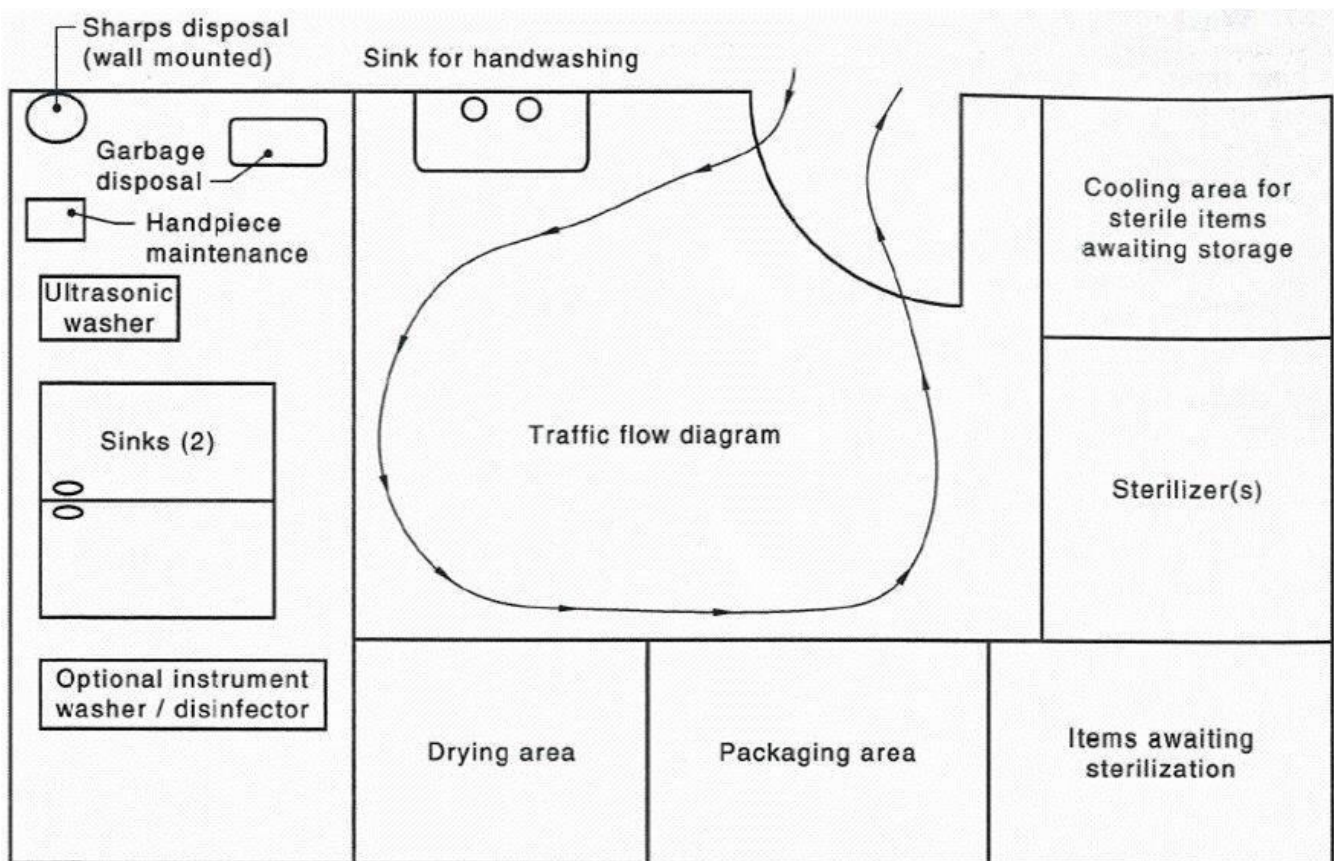 Sharps disposal
(wall mounted)
Sink for handwashing
Garbage
disposal
Handpiece
maintenance
Ultrasonic
washer
Sinks (2)
Optional instrument
washer / disinfector
Traffic flow diagram
Cooling area for
sterile items
awaiting storage
Sterilizer(s)
Drying area
Packaging area
Items awaiting
sterilization